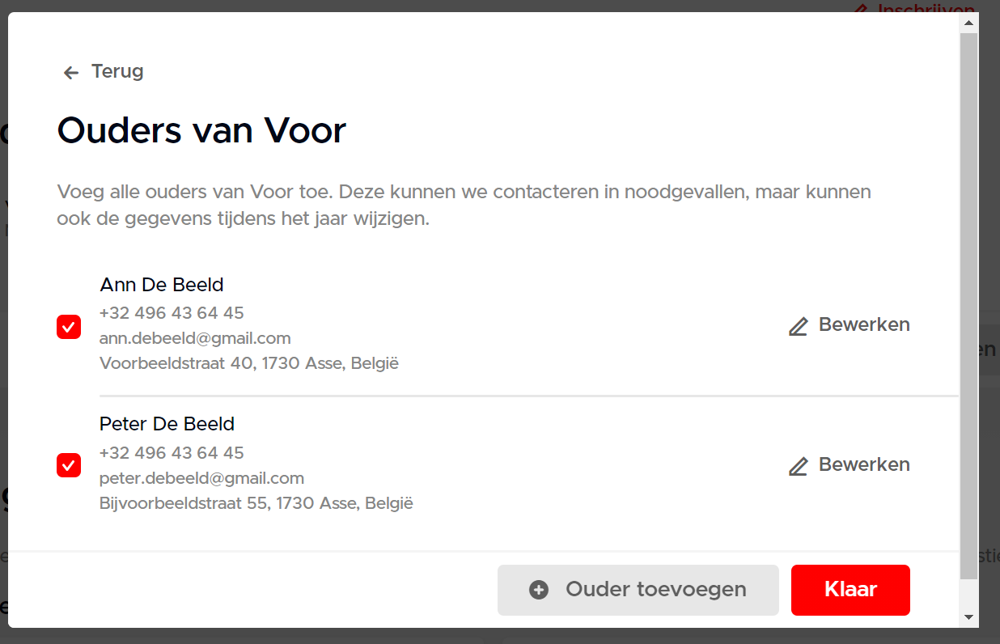 Inschrijven
Terug
Ouders van Voor
Voeg alle ouders van Voor toe. Deze kunnen we contacteren in noodgevallen, maar kunnen
ook de gegevens tijdens het jaar wijzigen.
Ann De Beeld
+32 496 43 64 45
ann.debeeld@gmail.com
Bewerken
Voorbeeldstraat 40, 1730 Asse, België
Peter De Beeld
+32 496 43 64 45
peter.debeeld@gmail.com
Bewerken
Bijvoorbeeldstraat 55, 1730 Asse, België
Ouder toevoegen
Klaar